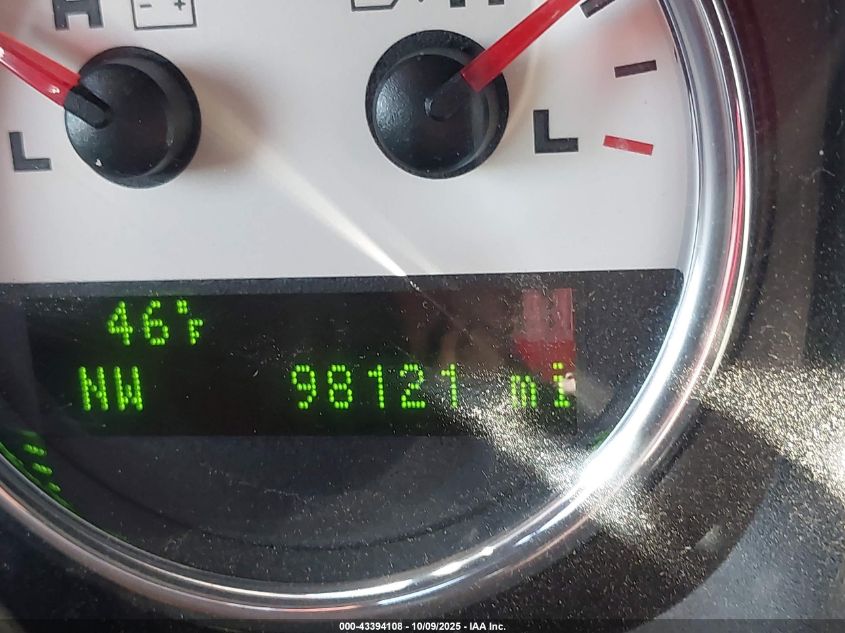 H - +
H
L
L
46°F
NW 98121 mi
000-43394108 - 10/09/2025 - IAA Inc.